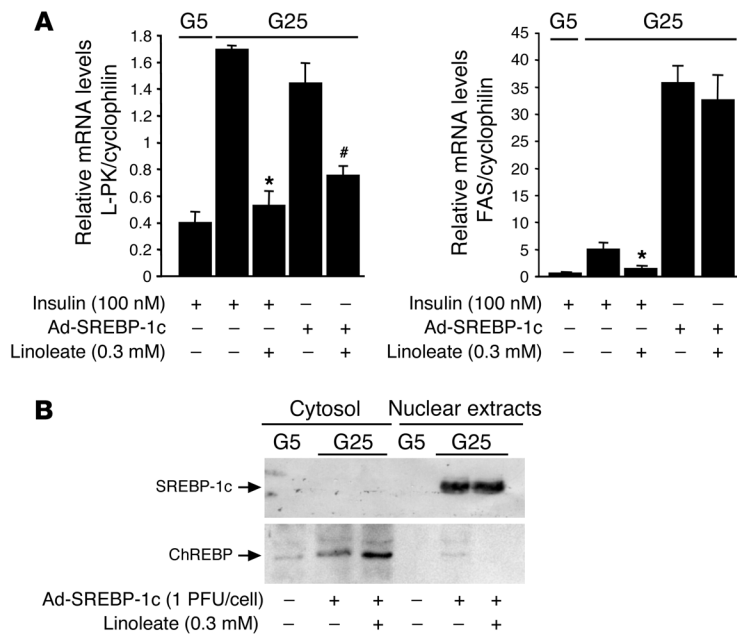 A
G5 G25
Relative mRNA levels
L-PK/cyclophilin
1.8
1.6
1.4
1.2
1
0.8
0.6
0.4
0.2
0
* #
Insulin (100 nM) + + + – –
Ad-SREBP-1c – – – + +
Linoleate (0.3 mM) – – + – +
G5 G25
Relative mRNA levels
FAS/cyclophilin
45
40
35
30
25
20
15
10
5
0
*
Insulin (100 nM) + + + – –
Ad-SREBP-1c – – – + +
Linoleate (0.3 mM) – – + – +
B
Cytosol Nuclear extracts
G5 G25 G5 G25
SREBP-1c
ChREBP
Ad-SREBP-1c (1 PFU/cell) – + + – + +
Linoleate (0.3 mM) – – + – – +